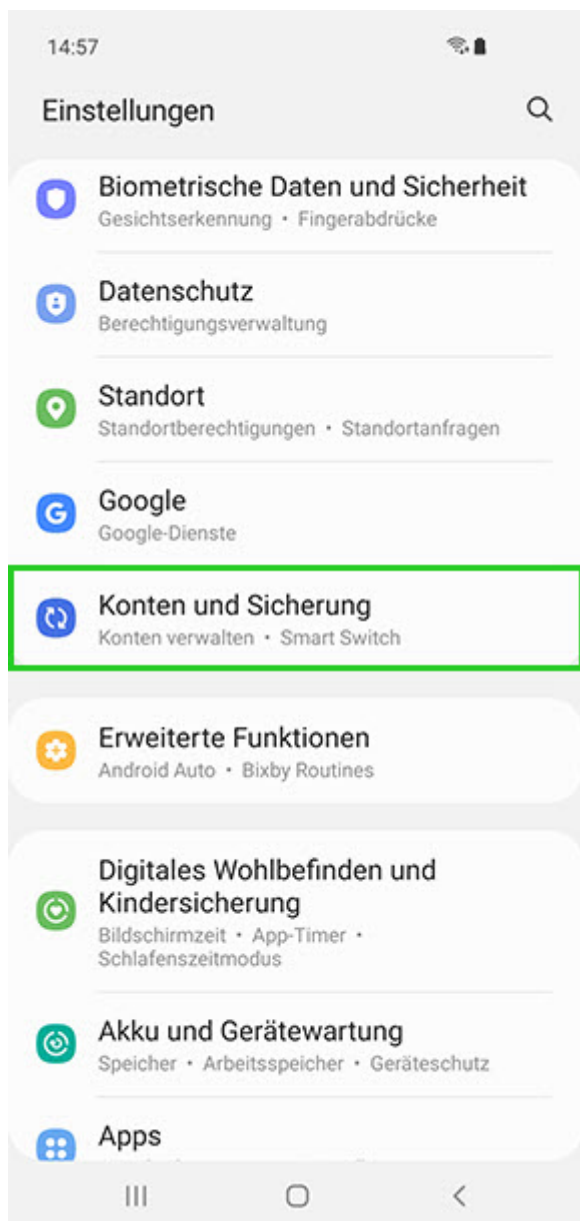 14:57
Einstellungen
Biometrische Daten und Sicherheit
Gesichtserkennung • Fingerabdrücke
Datenschutz
Berechtigungsverwaltung
Standort
Standortberechtigungen • Standortanfragen
Google
Google-Dienste
Konten und Sicherung
Konten verwalten • Smart Switch
Erweiterte Funktionen
Android Auto • Bixby Routines
Digitales Wohlbefinden und
Kindersicherung
Bildschirmzeit • App-Timer •
Schlafenszeitmodus
Akku und Gerätewartung
Speicher • Arbeitsspeicher • Geräteschutz
Apps